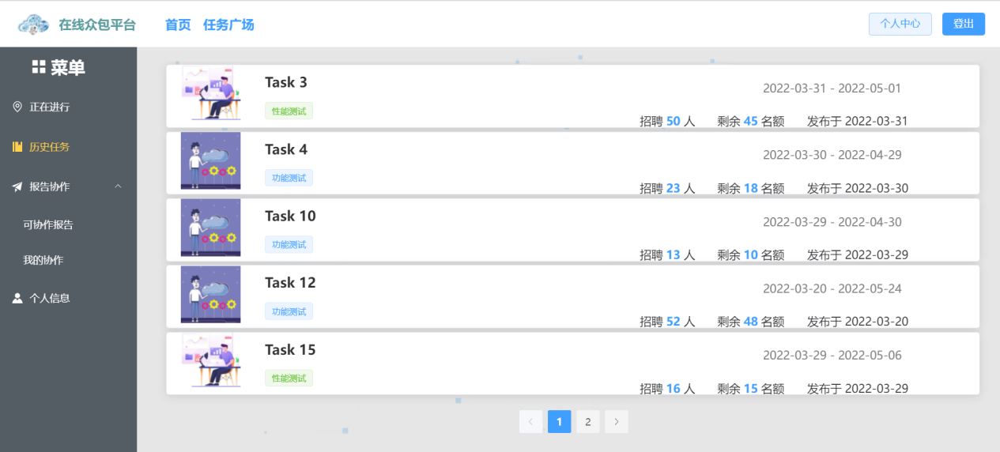 在线众包平台 首页 任务广场 个人中心 登出
菜单
正在进行
历史任务
报告协作
可协作报告
我的协作
个人信息
Task 3
2022-03-31 - 2022-05-01
性能测试
招聘 50 人 剩余 45 名额 发布于 2022-03-31
Task 4
2022-03-30 - 2022-04-29
功能测试
招聘 23 人 剩余 18 名额 发布于 2022-03-30
Task 10
2022-03-29 - 2022-04-30
功能测试
招聘 13 人 剩余 10 名额 发布于 2022-03-29
Task 12
2022-03-20 - 2022-05-24
功能测试
招聘 52 人 剩余 48 名额 发布于 2022-03-20
Task 15
2022-03-29 - 2022-05-06
性能测试
招聘 16 人 剩余 15 名额 发布于 2022-03-29
1 2